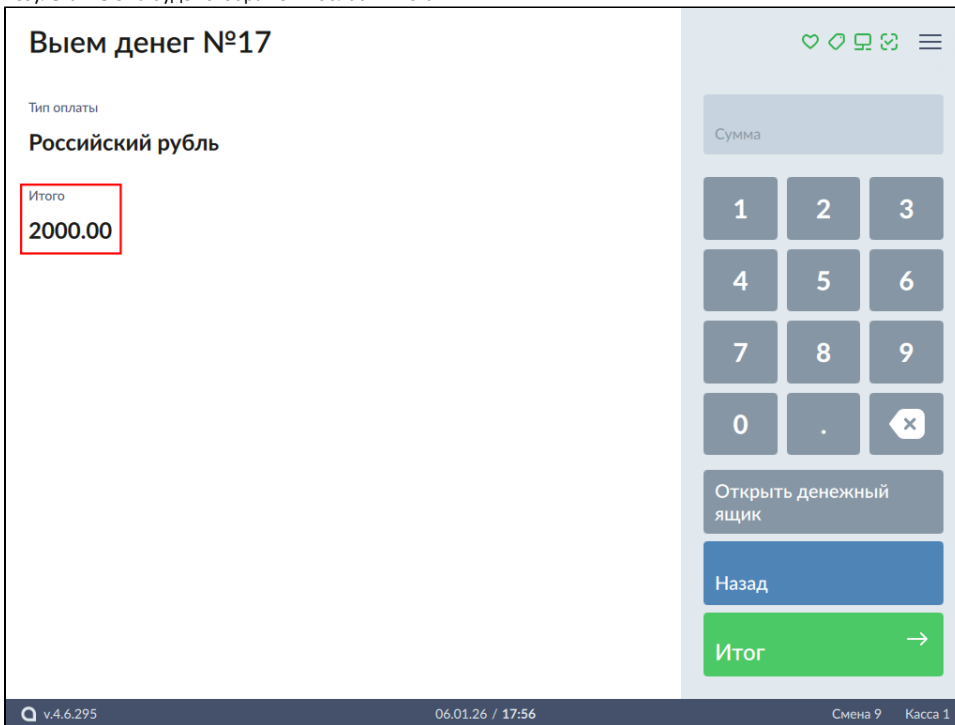 Выем денег №17
Тип оплаты
Российский рубль
Итого
2000.00
Сумма
1 2 3
4 5 6
7 8 9
0 .
Открыть денежный
ящик
Назад
Итог
v.4.6.295 06.01.26 / 17:56 Смена 9 Касса 1